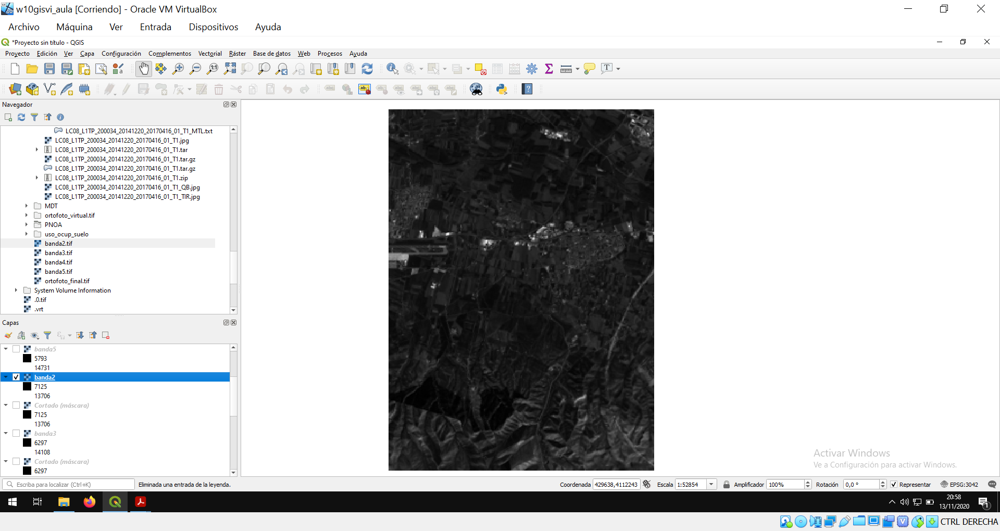 w10gisvi_aula [Corriendo] - Oracle VM VirtualBox
Archivo Máquina Ver Entrada Dispositivos Ayuda
*Proyecto sin título - QGIS
Proyecto Edición Ver Capa Configuración Complementos Vectorial Ráster Base de datos Web Procesos Ayuda
Navegador
LC08_L1TP_200034_20141220_20170416_01_T1_MTL.txt
LC08_L1TP_200034_20141220_20170416_01_T1.jpg
LC08_L1TP_200034_20141220_20170416_01_T1.tar
LC08_L1TP_200034_20141220_20170416_01_T1.tar.gz
LC08_L1TP_200034_20141220_20170416_01_T1.tar.gz
LC08_L1TP_200034_20141220_20170416_01_T1.zip
LC08_L1TP_200034_20141220_20170416_01_T1_QB.jpg
LC08_L1TP_200034_20141220_20170416_01_T1_TIR.jpg
MDT
ortofoto_virtual.tif
PNOA
uso_ocup_suelo
banda2.tif
banda3.tif
banda4.tif
banda5.tif
ortofoto_final.tif
System Volume Information
.0.tif
.vrt
Capas
banda5
5793
14731
banda2
7125
13706
Cortado (máscara)
7125
13706
banda3
6297
14108
Cortado (máscara)
6297
Activar Windows
Ve a Configuración para activar Windows.
Escriba para localizar (Ctrl+K) Eliminada una entrada de la leyenda. Coordenada 429638,4112243 Escala 1:52854 Amplificador 100% Rotación 0,0 ° Representar EPSG:3042
20:58
13/11/2020
1
CTRL DERECHA